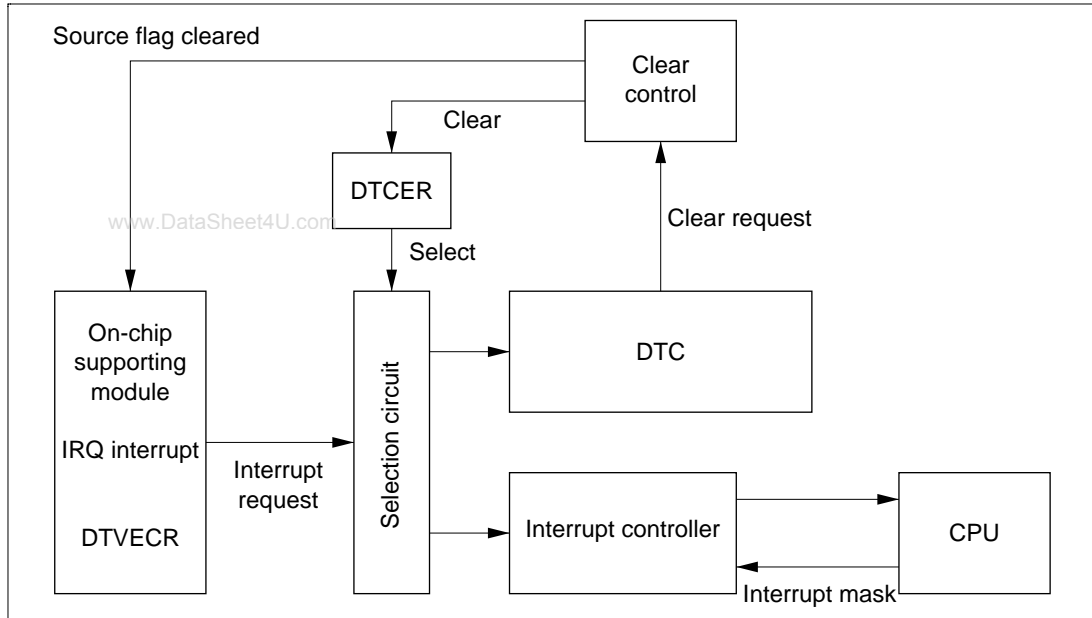 Source flag cleared
Clear
control
Clear
DTCER
www.DataSheet4U.com
Clear request
Select
On-chip
supporting
module
IRQ interrupt
DTVECR
Interrupt
request
Selection circuit
DTC
Interrupt controller
CPU
Interrupt mask